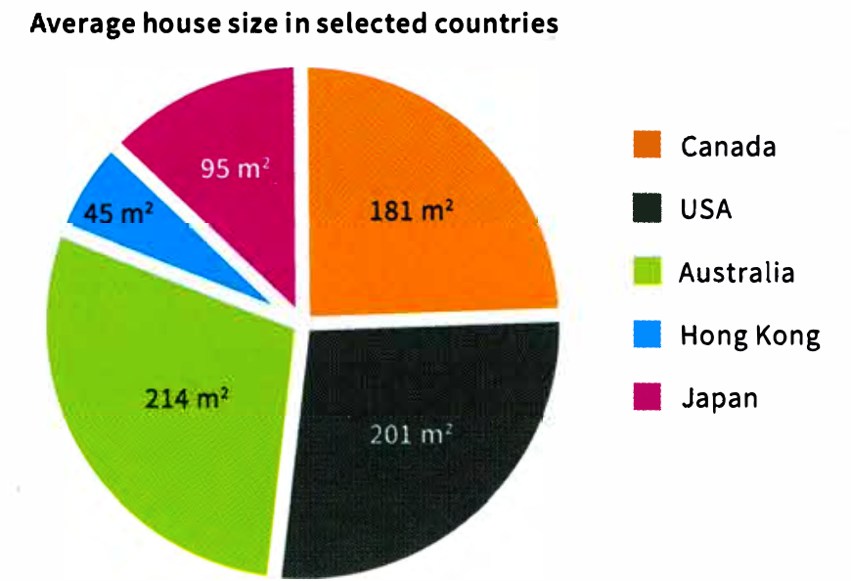 Average house size in selected countries
95 m²
181 m²
45 m²
214 m²
201 m²
Canada
USA
Australia
Hong Kong
Japan